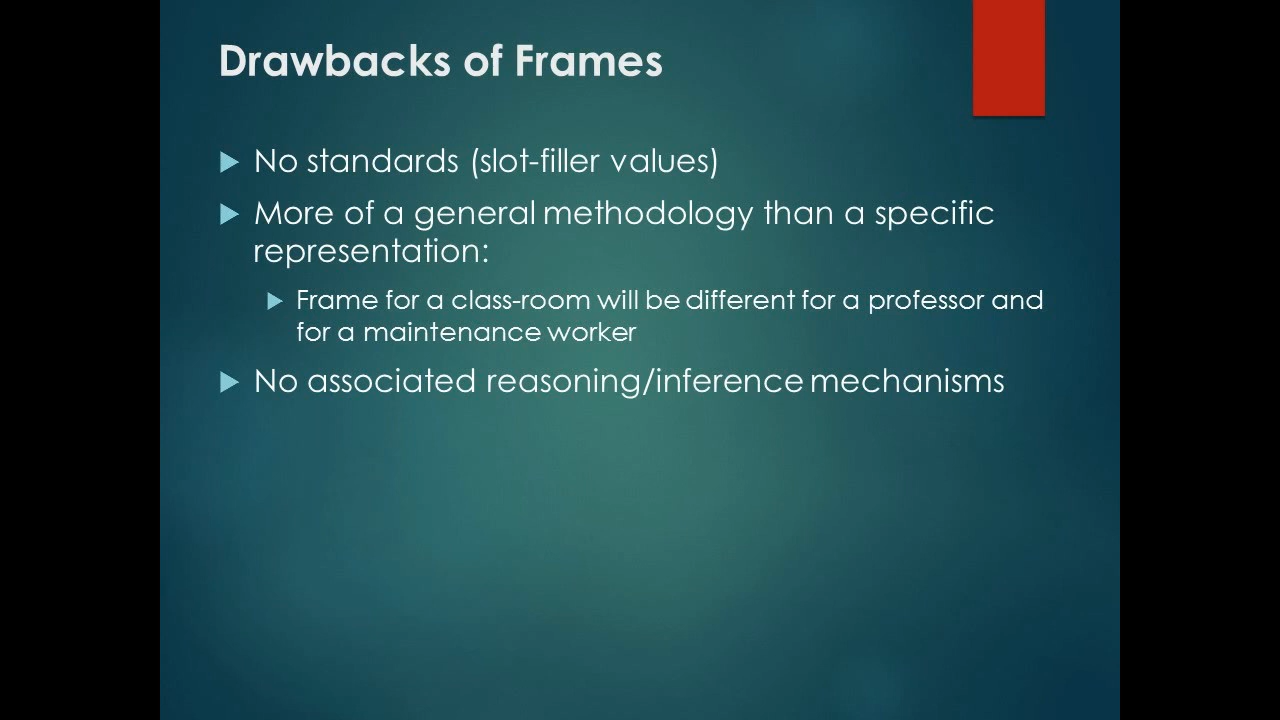 Drawbacks of Frames
No standards (slot-filler values)
More of a general methodology than a specific
representation:
Frame for a class-room will be different for a professor and
for a maintenance worker
No associated reasoning/inference mechanisms